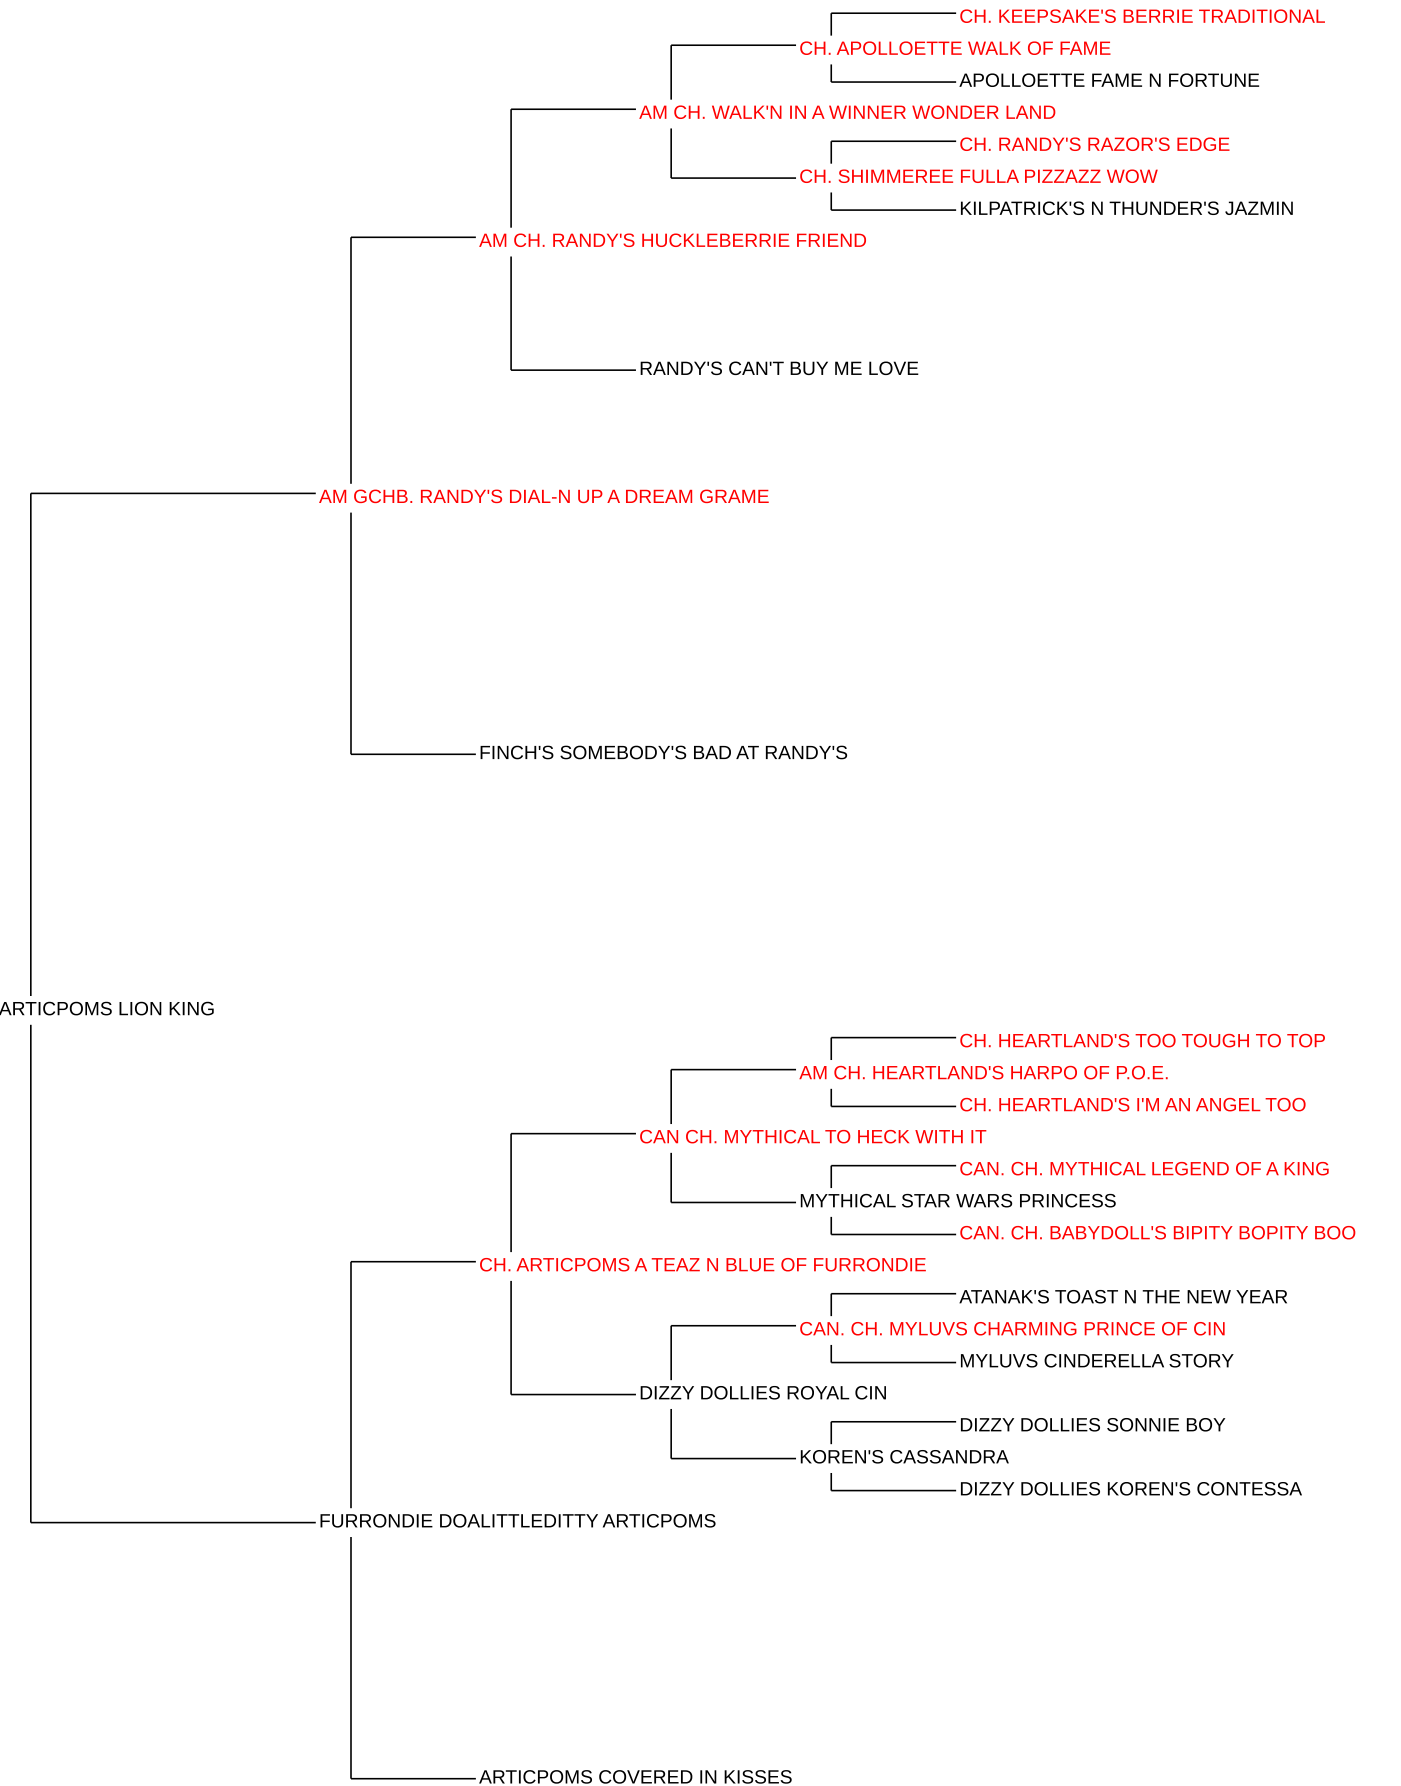 CH. KEEPSAKE'S BERRIE TRADITIONAL
CH. APOLLOETTE WALK OF FAME
APOLLOETTE FAME N FORTUNE
AM CH. WALK'N IN A WINNER WONDER LAND
CH. RANDY'S RAZOR'S EDGE
CH. SHIMMEREE FULLA PIZZAZZ WOW
KILPATRICK'S N THUNDER'S JAZMIN
AM CH. RANDY'S HUCKLEBERRIE FRIEND
RANDY'S CAN'T BUY ME LOVE
AM GCHB. RANDY'S DIAL-N UP A DREAM GRAME
FINCH'S SOMEBODY'S BAD AT RANDY'S
ARTICPOMS LION KING
CH. HEARTLAND'S TOO TOUGH TO TOP
AM CH. HEARTLAND'S HARPO OF P.O.E.
CH. HEARTLAND'S I'M AN ANGEL TOO
CAN CH. MYTHICAL TO HECK WITH IT
CAN. CH. MYTHICAL LEGEND OF A KING
MYTHICAL STAR WARS PRINCESS
CAN. CH. BABYDOLL'S BIPITY BOPITY BOO
CH. ARTICPOMS A TEAZ N BLUE OF FURRONDIE
ATANAK'S TOAST N THE NEW YEAR
CAN. CH. MYLUVS CHARMING PRINCE OF CIN
MYLUVS CINDERELLA STORY
DIZZY DOLLIES ROYAL CIN
DIZZY DOLLIES SONNIE BOY
KOREN'S CASSANDRA
DIZZY DOLLIES KOREN'S CONTESSA
FURRONDIE DOALITTLEDITTY ARTICPOMS
ARTICPOMS COVERED IN KISSES